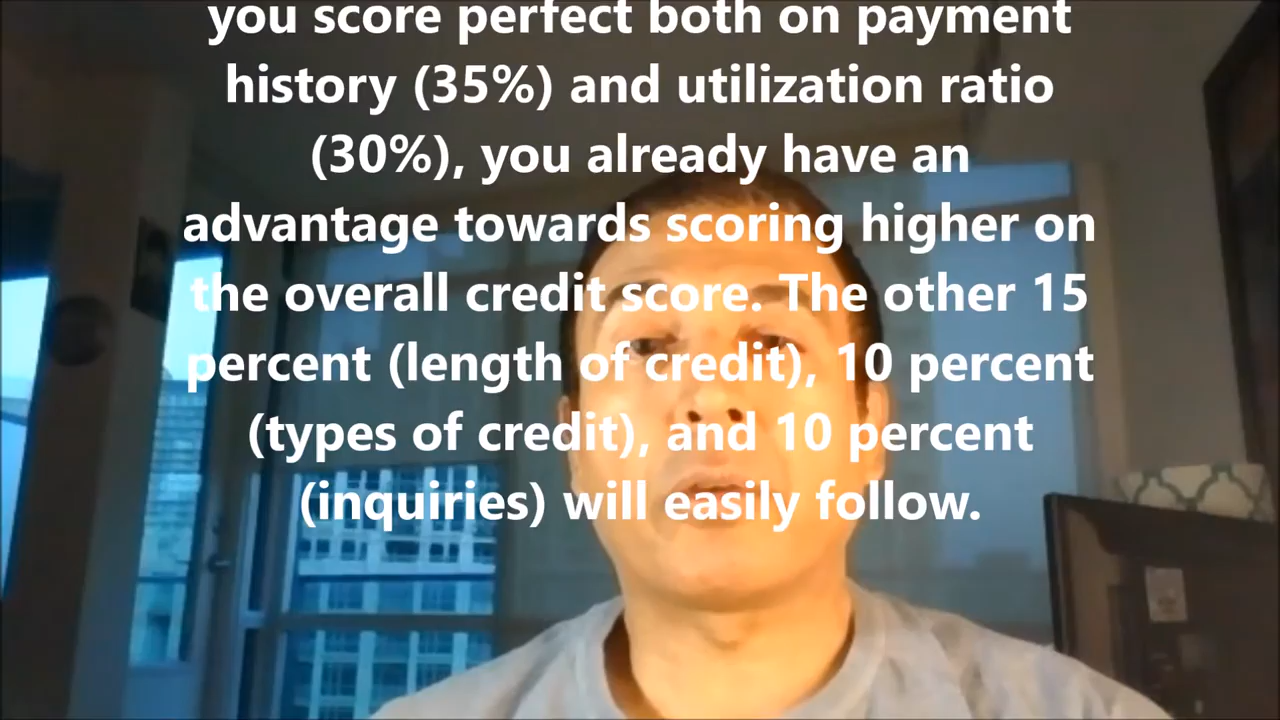 you score perfect both on payment
history (35%) and utilization ratio
(30%), you already have an
advantage towards scoring higher on
the overall credit score. The other 15
percent (length of credit), 10 percent
(types of credit), and 10 percent
(inquiries) will easily follow.